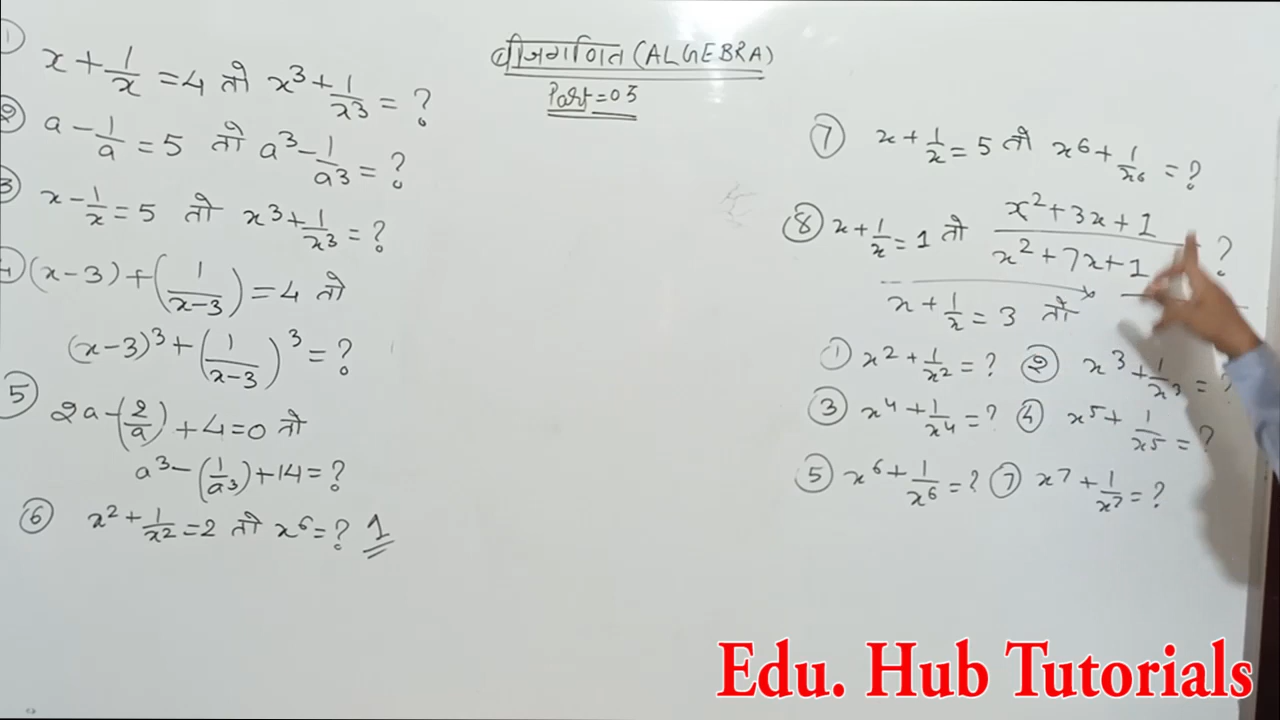 बीजगणित (ALGEBRA)
Part=03
① x + 1/x = 4 तो x³ + 1/x³ = ?
② a - 1/a = 5 तो a³ - 1/a³ = ?
③ x - 1/x = 5 तो x³ + 1/x³ = ?
④ (x-3) + (1/(x-3)) = 4 तो
(x-3)³ + (1/(x-3))³ = ?
⑤ 2a - (2/a) + 4 = 0 तो
a³ - (1/a³) + 14 = ?
⑥ x² + 1/x² = 2 तो x⁶ = ? 1
⑦ x + 1/x = 5 तो x⁶ + 1/x⁶ = ?
⑧ x + 1/x = 1 तो (x² + 3x + 1)/(x² + 7x + 1) ?
x + 1/x = 3 तो
① x² + 1/x² = ? ② x³ + 1/x³ = ?
③ x⁴ + 1/x⁴ = ? ④ x⁵ + 1/x⁵ = ?
⑤ x⁶ + 1/x⁶ = ? ⑦ x⁷ + 1/x⁷ = ?
Edu. Hub Tutorials